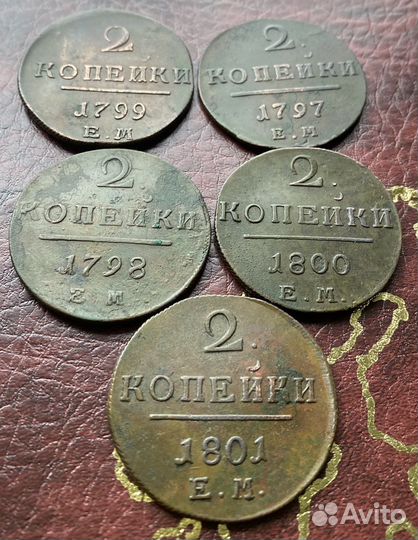 2
КОПЕЙКИ
1799
Е.М
2.
КОПЕЙКИ
1797
Е.М
2
КОПЕЙКИ
1798
Е М
2.
КОПЕЙКИ
1800
Е.М.
2.
КОПЕЙКИ
1801
Е.М.
Avito